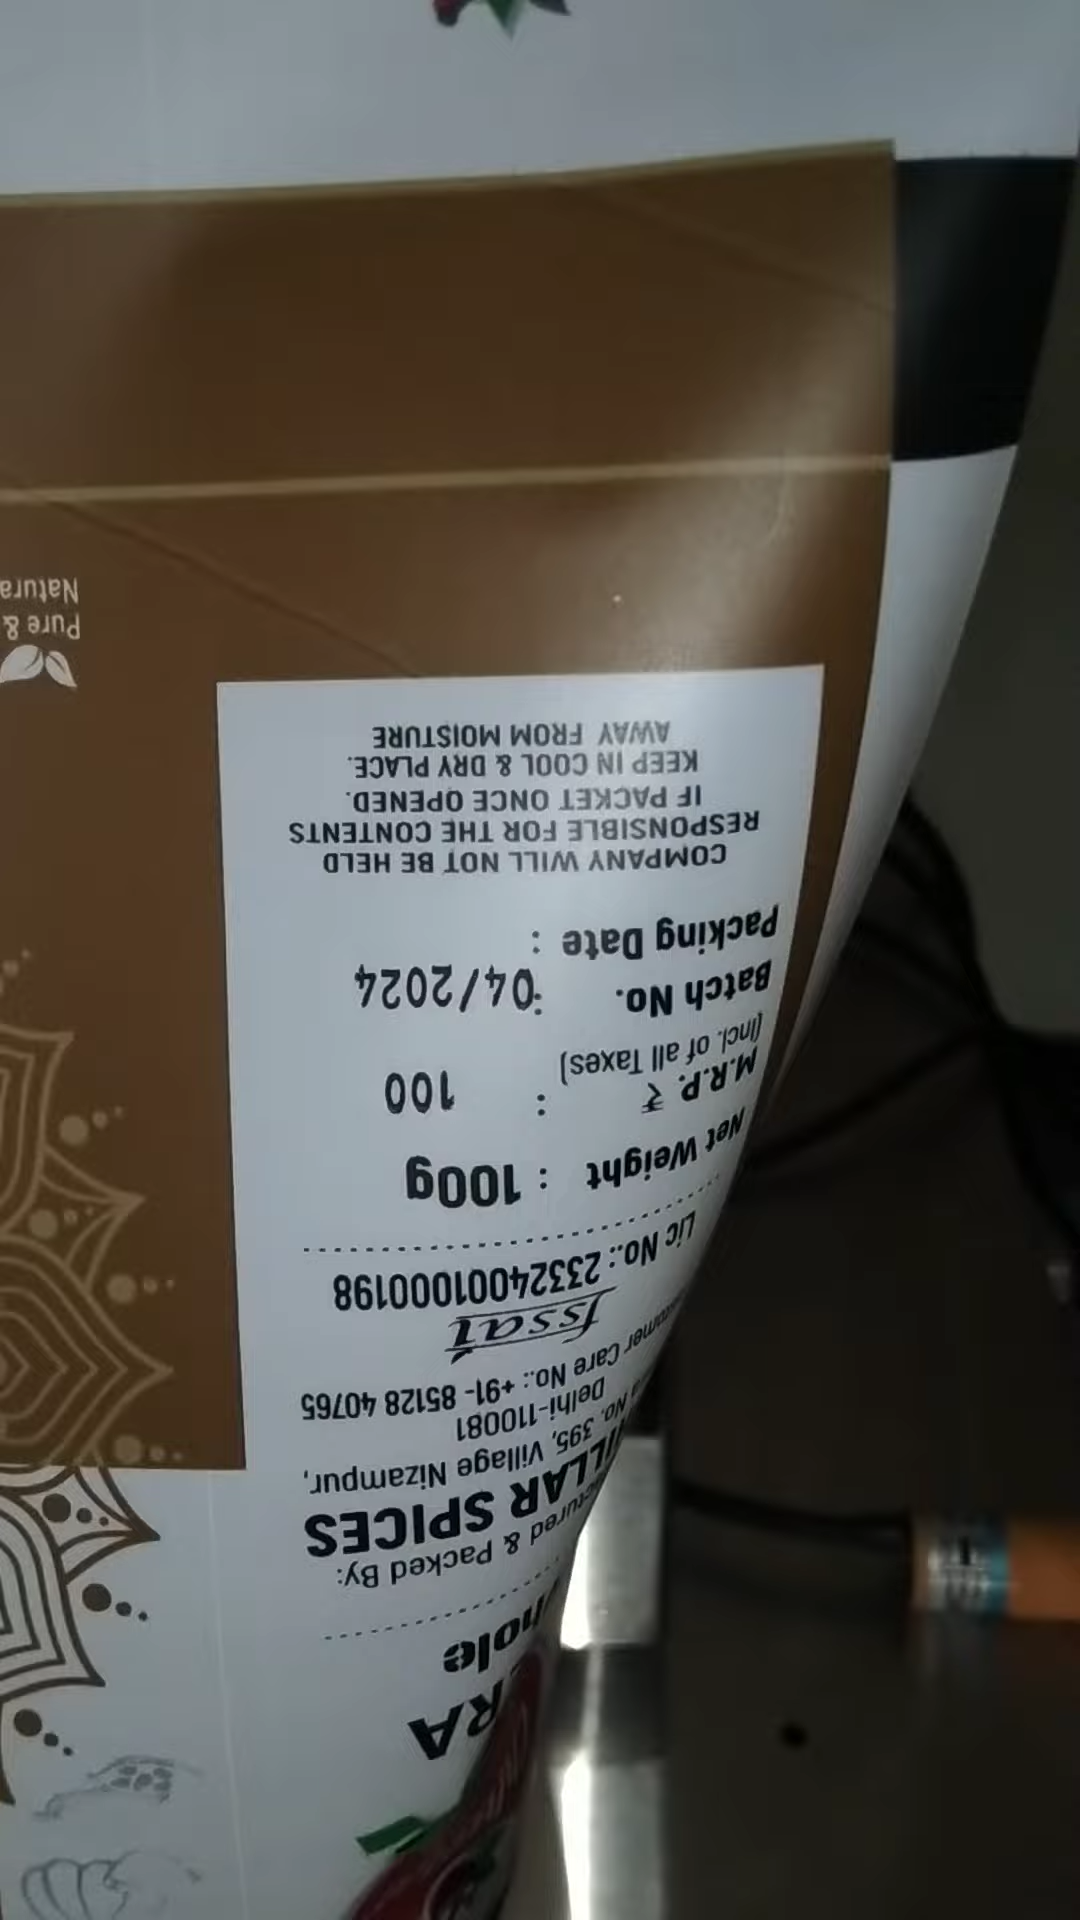 RA
hole
ctured & Packed By:
ILLAR SPICES
No. 395, Village Nizampur,
Delhi-110081
tomer Care No.: +91- 85128 40765
fssai
Lic No.: 23324001000198
Net Weight : 100g
M.R.P. ₹ : 100
(Incl. of all Taxes)
Batch No. : 04/2024
Packing Date :
COMPANY WILL NOT BE HELD
RESPONSIBLE FOR THE CONTENTS
IF PACKET ONCE OPENED.
KEEP IN COOL & DRY PLACE.
AWAY FROM MOISTURE
Pure &
Natura